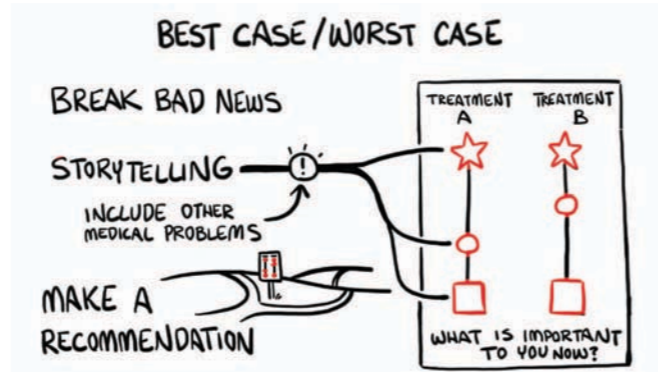 BEST CASE/WORST CASE
BREAK BAD NEWS
STORYTELLING
!
INCLUDE OTHER
MEDICAL PROBLEMS
MAKE A
RECOMMENDATION
TREATMENT
A
TREATMENT
B
WHAT IS IMPORTANT
TO YOU NOW?